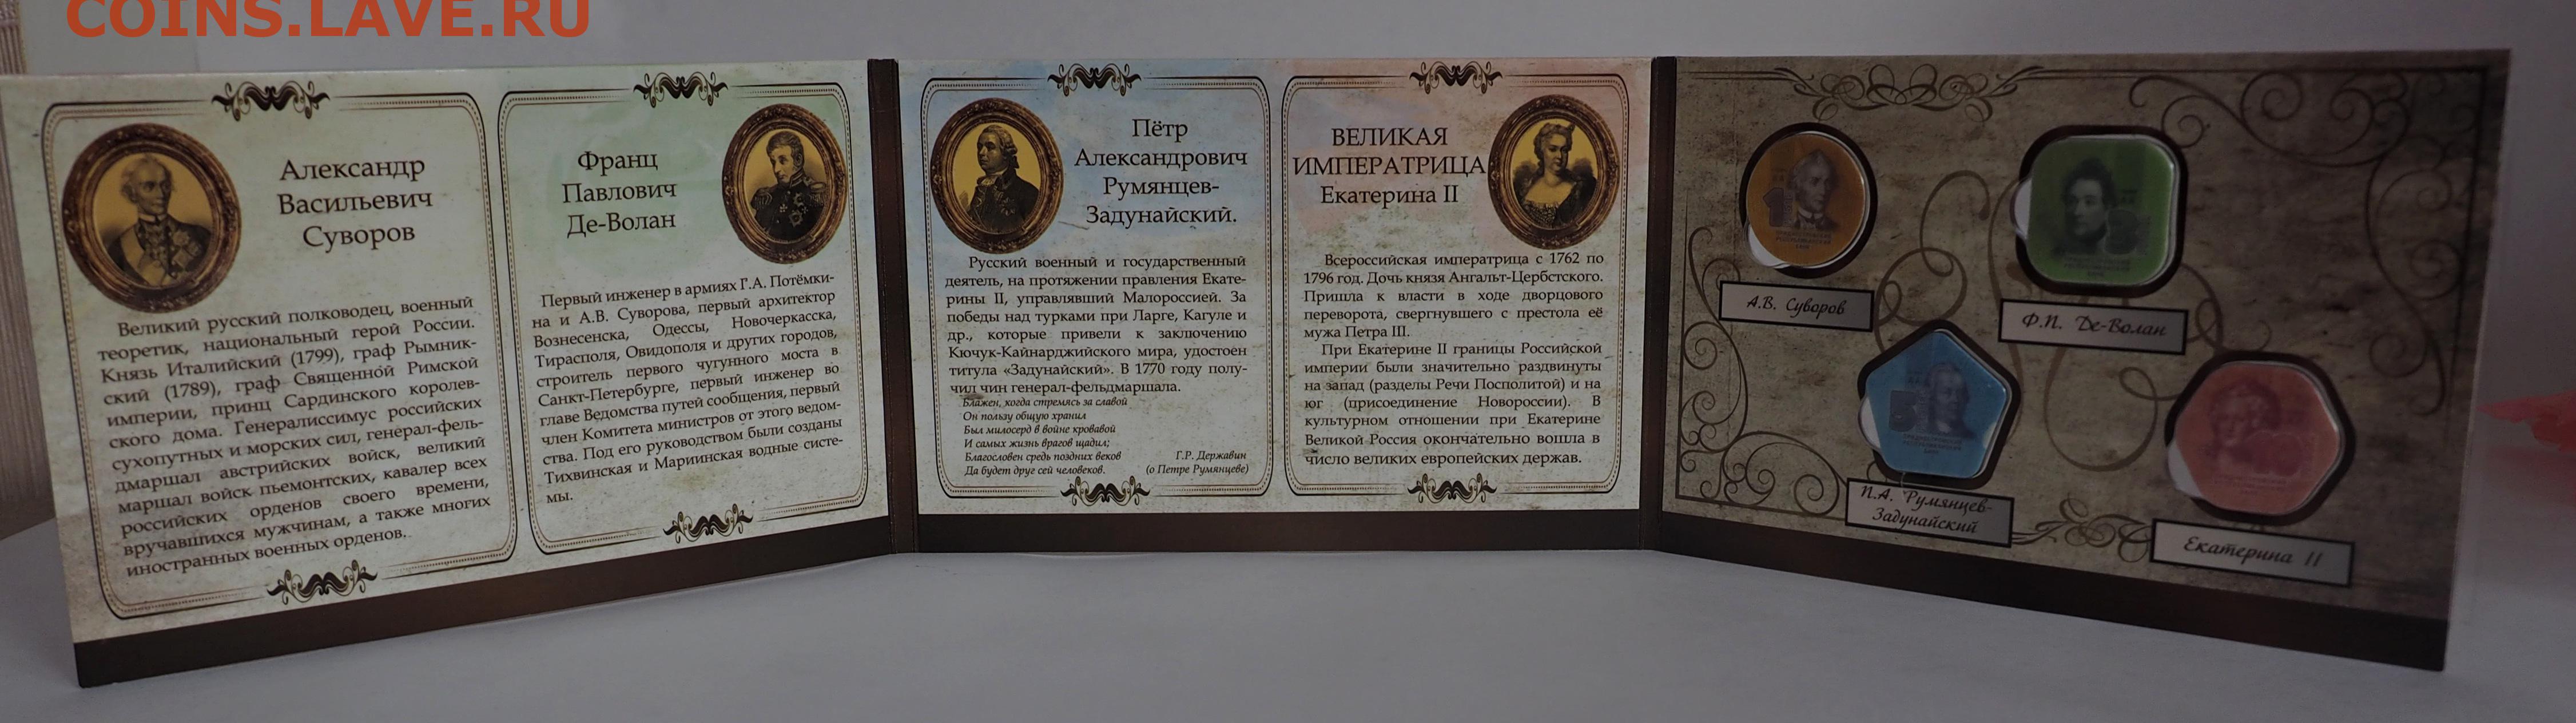 COINS.LAVE.RU
Александр
Васильевич
Суворов
Великий русский полководец, военный
теоретик, национальный герой России.
Князь Италийский (1799), граф Рымник-
ский (1789), граф Священной Римской
империи, принц Сардинского королев-
ского дома. Генералиссимус российских
сухопутных и морских сил, генерал-фель-
дмаршал австрийских войск, великий
маршал войск пьемонтских, кавалер всех
российских орденов своего времени,
вручавшихся мужчинам, а также многих
иностранных военных орденов.
Франц
Павлович
Де-Волан
Первый инженер в армиях Г.А. Потёмки-
на и А.В. Суворова, первый архитектор
Вознесенска, Одессы, Новочеркасска,
Тирасполя, Овидополя и других городов,
строитель первого чугунного моста в
Санкт-Петербурге, первый инженер во
главе Ведомства путей сообщения, первый
член Комитета министров от этого ведом-
ства. Под его руководством были созданы
Тихвинская и Мариинская водные систе-
мы.
Пётр
Александрович
Румянцев-
Задунайский.
Русский военный и государственный
деятель, на протяжении правления Екате-
рины II, управлявший Малороссией. За
победы над турками при Ларге, Кагуле и
др., которые привели к заключению
Кючук-Кайнарджийского мира, удостоен
титула «Задунайский». В 1770 году полу-
чил чин генерал-фельдмаршала.
Блажен, когда стремясь за славой
Он пользу общую хранил
Был милосерд в войне кровавой
И самых жизнь врагов щадил;
Благословен средь поздних веков
Да будет друг сей человеков.
Г.Р. Державин
(о Петре Румянцеве)
ВЕЛИКАЯ
ИМПЕРАТРИЦА
Екатерина II
Всероссийская императрица с 1762 по
1796 год. Дочь князя Ангальт-Цербстского.
Пришла к власти в ходе дворцового
переворота, свергнувшего с престола её
мужа Петра III.
При Екатерине II границы Российской
империи были значительно раздвинуты
на запад (разделы Речи Посполитой) и на
юг (присоединение Новороссии). В
культурном отношении при Екатерине
Великой Россия окончательно вошла в
число великих европейских держав.
А.В. Суворов
Ф.П. Де-Волан
П.А. Румянцев-
Задунайский
Екатерина II